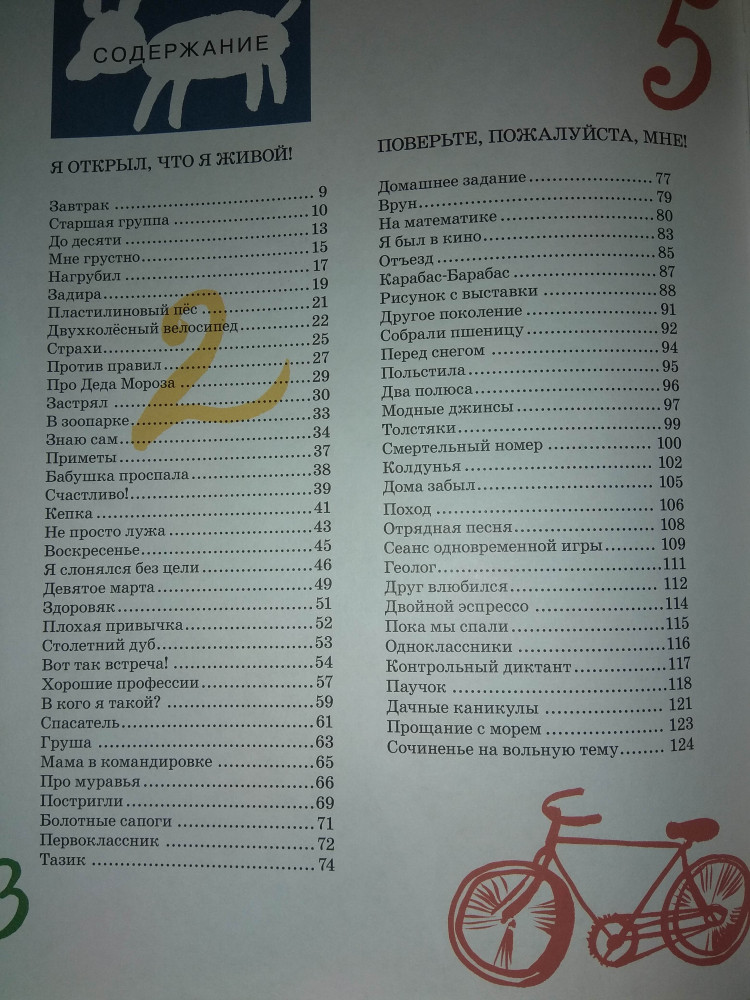 СОДЕРЖАНИЕ
5
Я ОТКРЫЛ, ЧТО Я ЖИВОЙ!
Завтрак 9
Старшая группа 10
До десяти 13
Мне грустно 15
Нагрубил 17
Задира 19
Пластилиновый пёс 21
Двухколёсный велосипед 22
Страхи 25
Против правил 27
Про Деда Мороза 29
Застрял 30
В зоопарке 33
Знаю сам 34
Приметы 37
Бабушка проспала 38
Счастливо! 39
Кепка 41
Не просто лужа 43
Воскресенье 45
Я слонялся без цели 46
Девятое марта 49
Здоровяк 51
Плохая привычка 52
Столетний дуб 53
Вот так встреча! 54
Хорошие профессии 57
В кого я такой? 59
Спасатель 61
Груша 63
Мама в командировке 65
Про муравья 66
Постригли 69
Болотные сапоги 71
Первоклассник 72
Тазик 74
2
3
ПОВЕРЬТЕ, ПОЖАЛУЙСТА, МНЕ!
Домашнее задание 77
Врун 79
На математике 80
Я был в кино 83
Отъезд 85
Карабас-Барабас 87
Рисунок с выставки 88
Другое поколение 91
Собрали пшеницу 92
Перед снегом 94
Польстила 95
Два полюса 96
Модные джинсы 97
Толстяки 99
Смертельный номер 100
Колдунья 102
Дома забыл 105
Поход 106
Отрядная песня 108
Сеанс одновременной игры 109
Геолог 111
Друг влюбился 112
Двойной эспрессо 114
Пока мы спали 115
Одноклассники 116
Контрольный диктант 117
Паучок 118
Дачные каникулы 121
Прощание с морем 123
Сочиненье на вольную тему 124